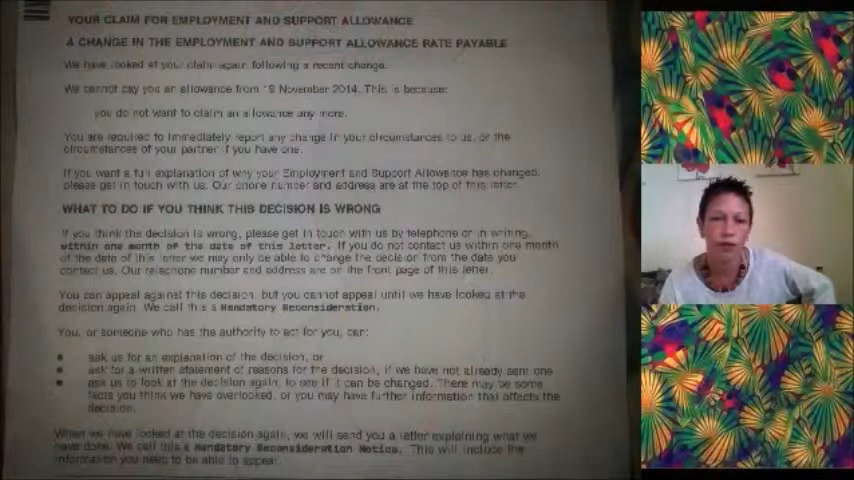 YOUR CLAIM FOR EMPLOYMENT AND SUPPORT ALLOWANCE
A CHANGE IN THE EMPLOYMENT AND SUPPORT ALLOWANCE RATE PAYABLE
We have looked at your claim again following a recent change.
We cannot pay you an allowance from 19 November 2014. This is because:
you do not want to claim an allowance any more.
You are required to immediately report any change in your circumstances to us, or the
circumstances of your partner if you have one.
If you want a full explanation of why your Employment and Support Allowance has changed,
please get in touch with us. Our phone number and address are at the top of this letter.
WHAT TO DO IF YOU THINK THIS DECISION IS WRONG
If you think the decision is wrong, please get in touch with us by telephone or in writing,
within one month of the date of this letter. If you do not contact us within one month
of the date of this letter we may only be able to change the decision from the date you
contact us. Our telephone number and address are on the front page of this letter.
You can appeal against this decision, but you cannot appeal until we have looked at the
decision again. We call this a Mandatory Reconsideration.
You, or someone who has the authority to act for you, can:
ask us for an explanation of the decision, or
ask for a written statement of reasons for the decision, if we have not already sent one
ask us to look at the decision again, to see if it can be changed. There may be some
facts you think we have overlooked, or you may have further information that affects the
decision.
When we have looked at the decision again, we will send you a letter explaining what we
have done. We call this a Mandatory Reconsideration Notice. This will include the
information you need to be able to appeal.